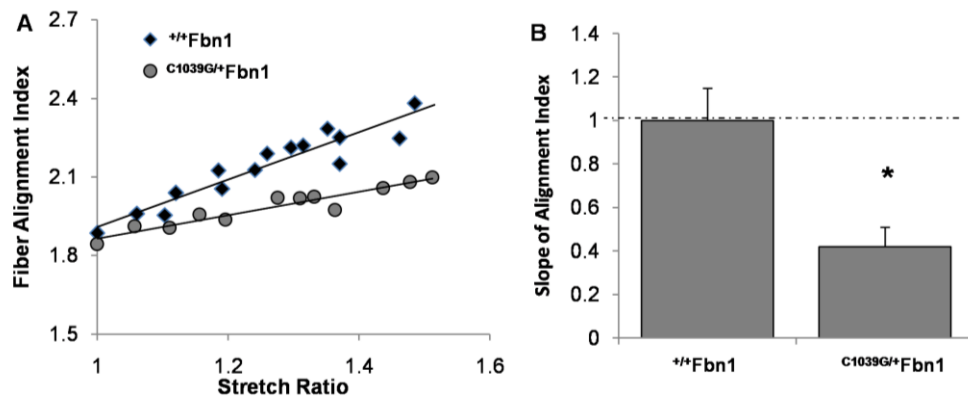 A
2.7
2.4
2.1
1.8
1.5
Fiber Alignment Index
+/+Fbn1
C1039G/+Fbn1
1
1.2
1.4
1.6
Stretch Ratio
B
1.4
1.2
1
0.8
0.6
0.4
0.2
0
Slope of Alignment Index
*
+/+Fbn1
C1039G/+Fbn1